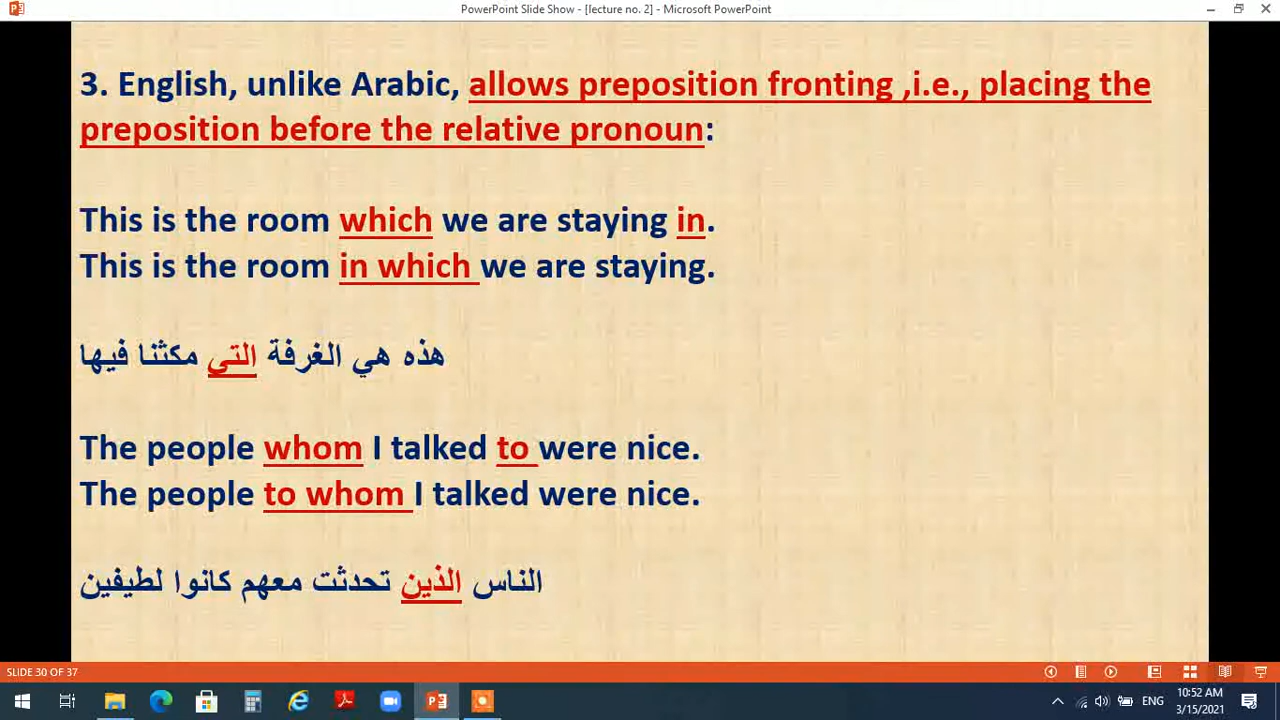 PowerPoint Slide Show - [lecture no. 2] - Microsoft PowerPoint
3. English, unlike Arabic, allows preposition fronting ,i.e., placing the
preposition before the relative pronoun:
This is the room which we are staying in.
This is the room in which we are staying.
هذه هي الغرفة التي مكثنا فيها
The people whom I talked to were nice.
The people to whom I talked were nice.
الناس الذين تحدثت معهم كانوا لطيفين
SLIDE 30 OF 37
ENG
10:52 AM
3/15/2021